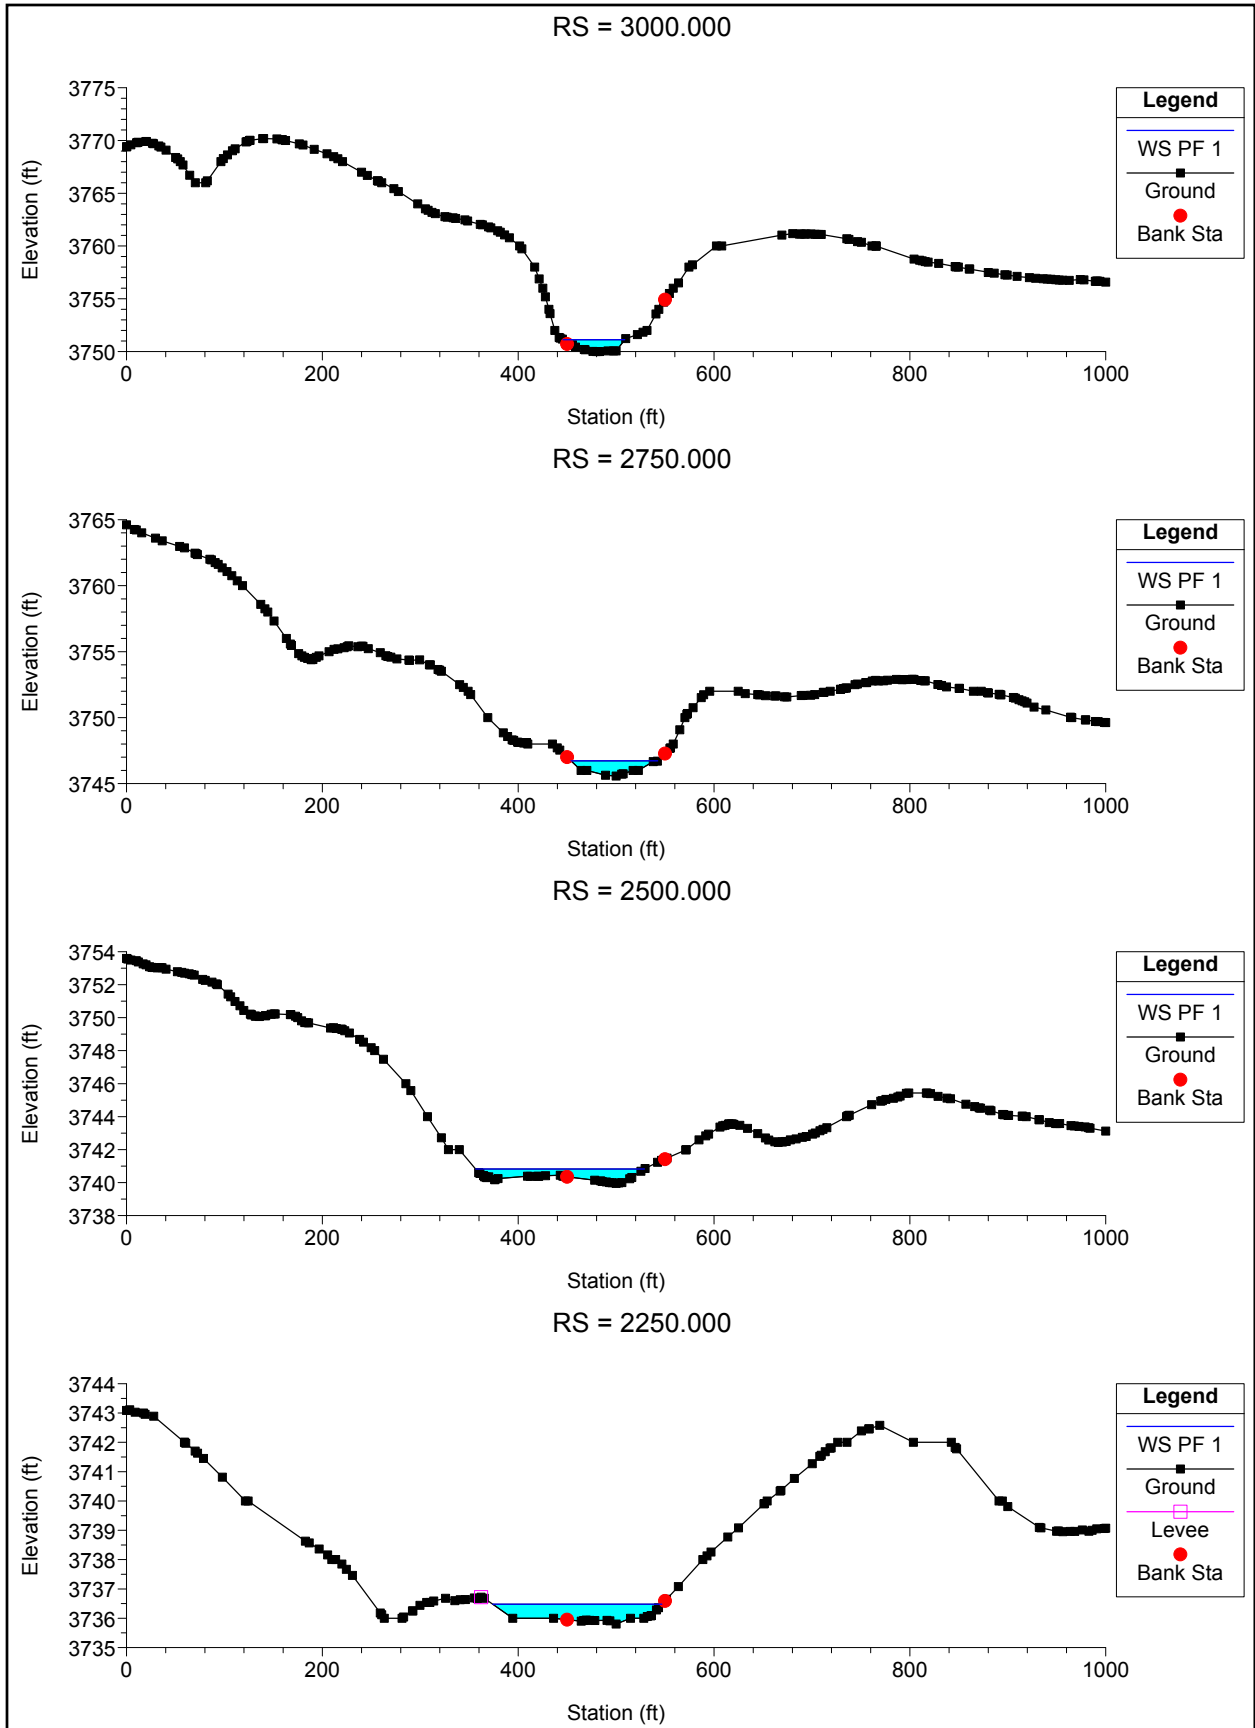 RS = 3000.000
3775
3770
3765
3760
3755
3750
Elevation (ft)
0 200 400 600 800 1000
Station (ft)
Legend
WS PF 1
Ground
Bank Sta
RS = 2750.000
3765
3760
3755
3750
3745
Elevation (ft)
0 200 400 600 800 1000
Station (ft)
Legend
WS PF 1
Ground
Bank Sta
RS = 2500.000
3754
3752
3750
3748
3746
3744
3742
3740
3738
Elevation (ft)
0 200 400 600 800 1000
Station (ft)
Legend
WS PF 1
Ground
Bank Sta
RS = 2250.000
3744
3743
3742
3741
3740
3739
3738
3737
3736
3735
Elevation (ft)
0 200 400 600 800 1000
Station (ft)
Legend
WS PF 1
Ground
Levee
Bank Sta